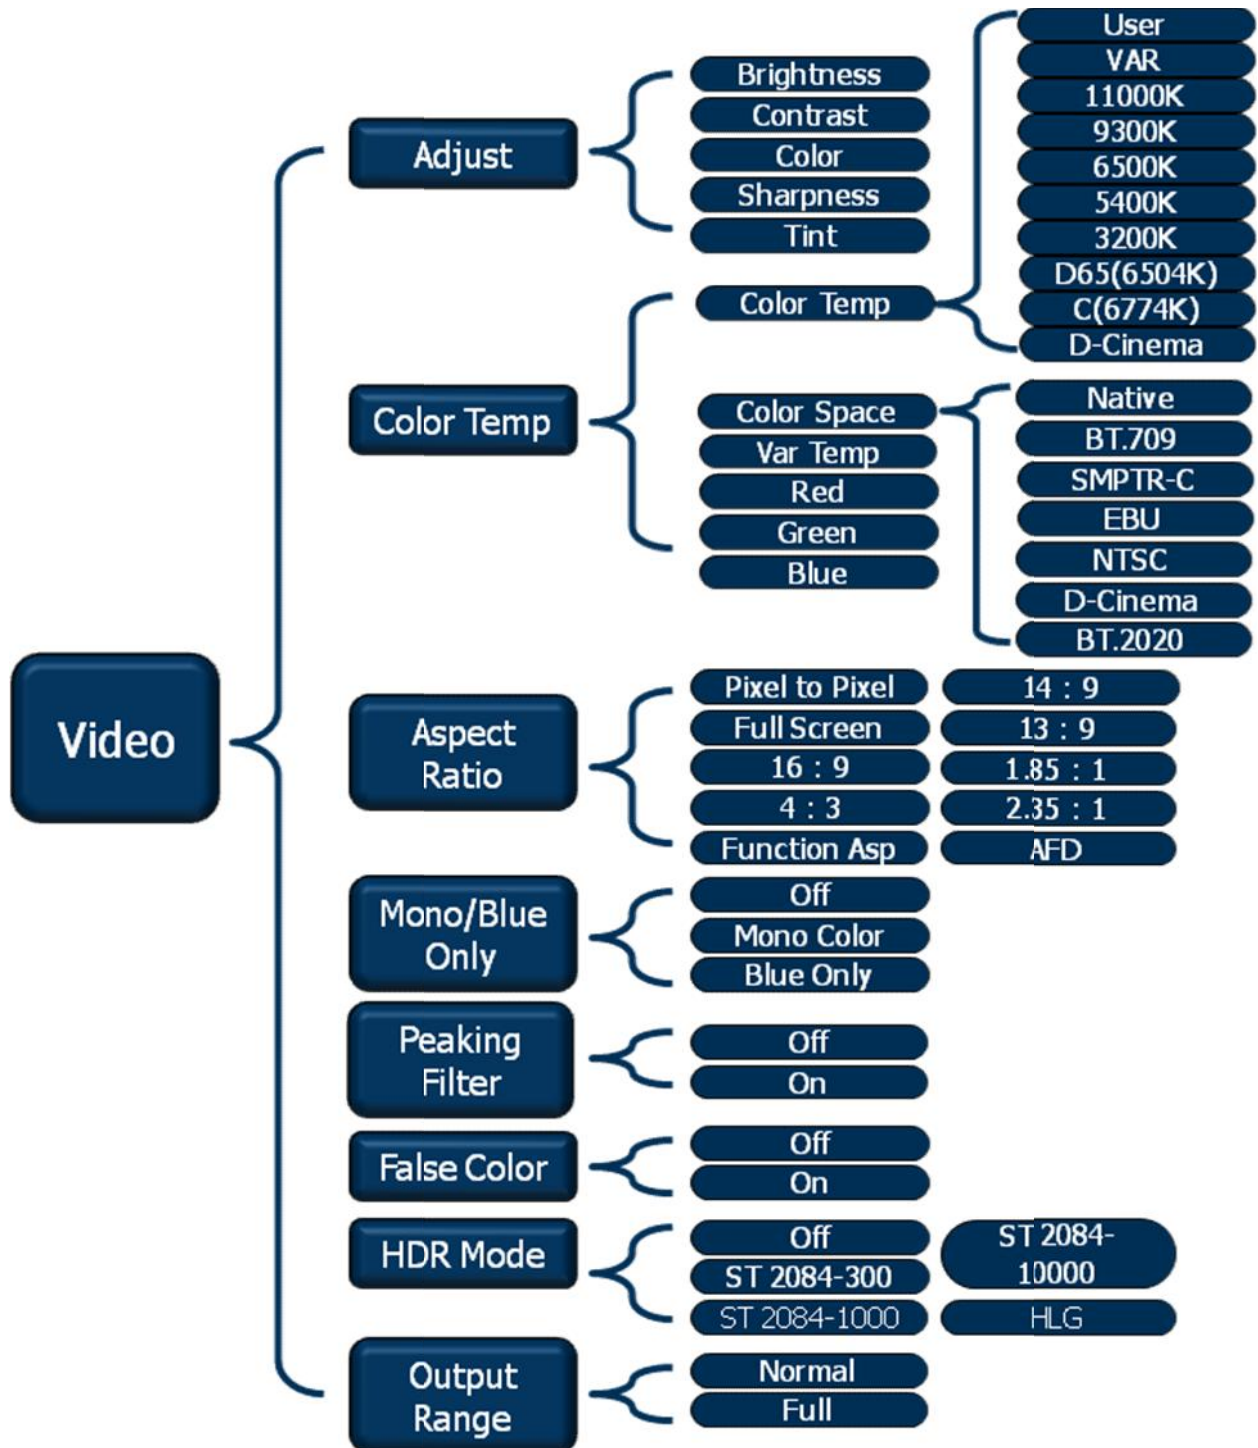 Video
Adjust
Brightness
Contrast
Color
Sharpness
Tint
Color Temp
Color Temp
User
VAR
11000K
9300K
6500K
5400K
3200K
D65(6504K)
C(6774K)
D-Cinema
Color Space
Native
BT.709
SMPTR-C
EBU
NTSC
D-Cinema
BT.2020
Var Temp
Red
Green
Blue
Aspect
Ratio
Pixel to Pixel
Full Screen
16 : 9
4 : 3
Function Asp
14 : 9
13 : 9
1.85 : 1
2.35 : 1
AFD
Mono/Blue
Only
Off
Mono Color
Blue Only
Peaking
Filter
Off
On
False Color
Off
On
HDR Mode
Off
ST 2084-300
ST 2084-1000
ST 2084-
10000
HLG
Output
Range
Normal
Full